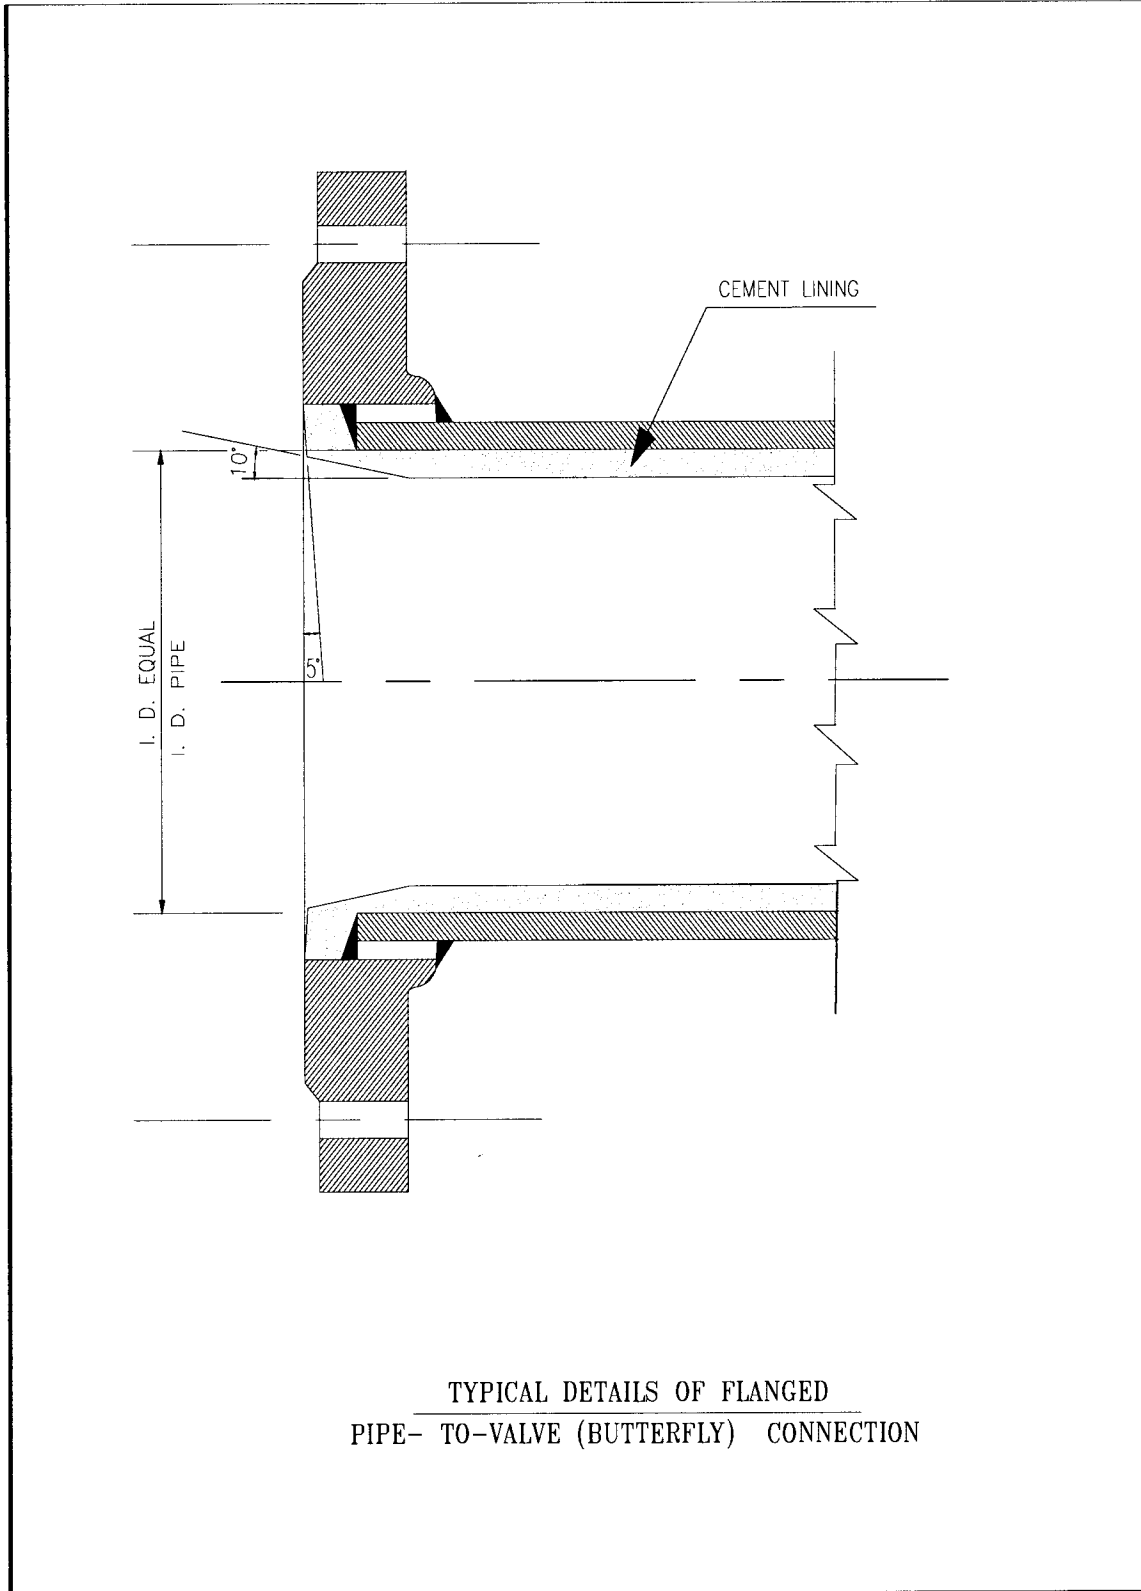 CEMENT LINING
10°
5°
I. D. EQUAL
I. D. PIPE
TYPICAL DETAILS OF FLANGED
PIPE- TO-VALVE (BUTTERFLY) CONNECTION